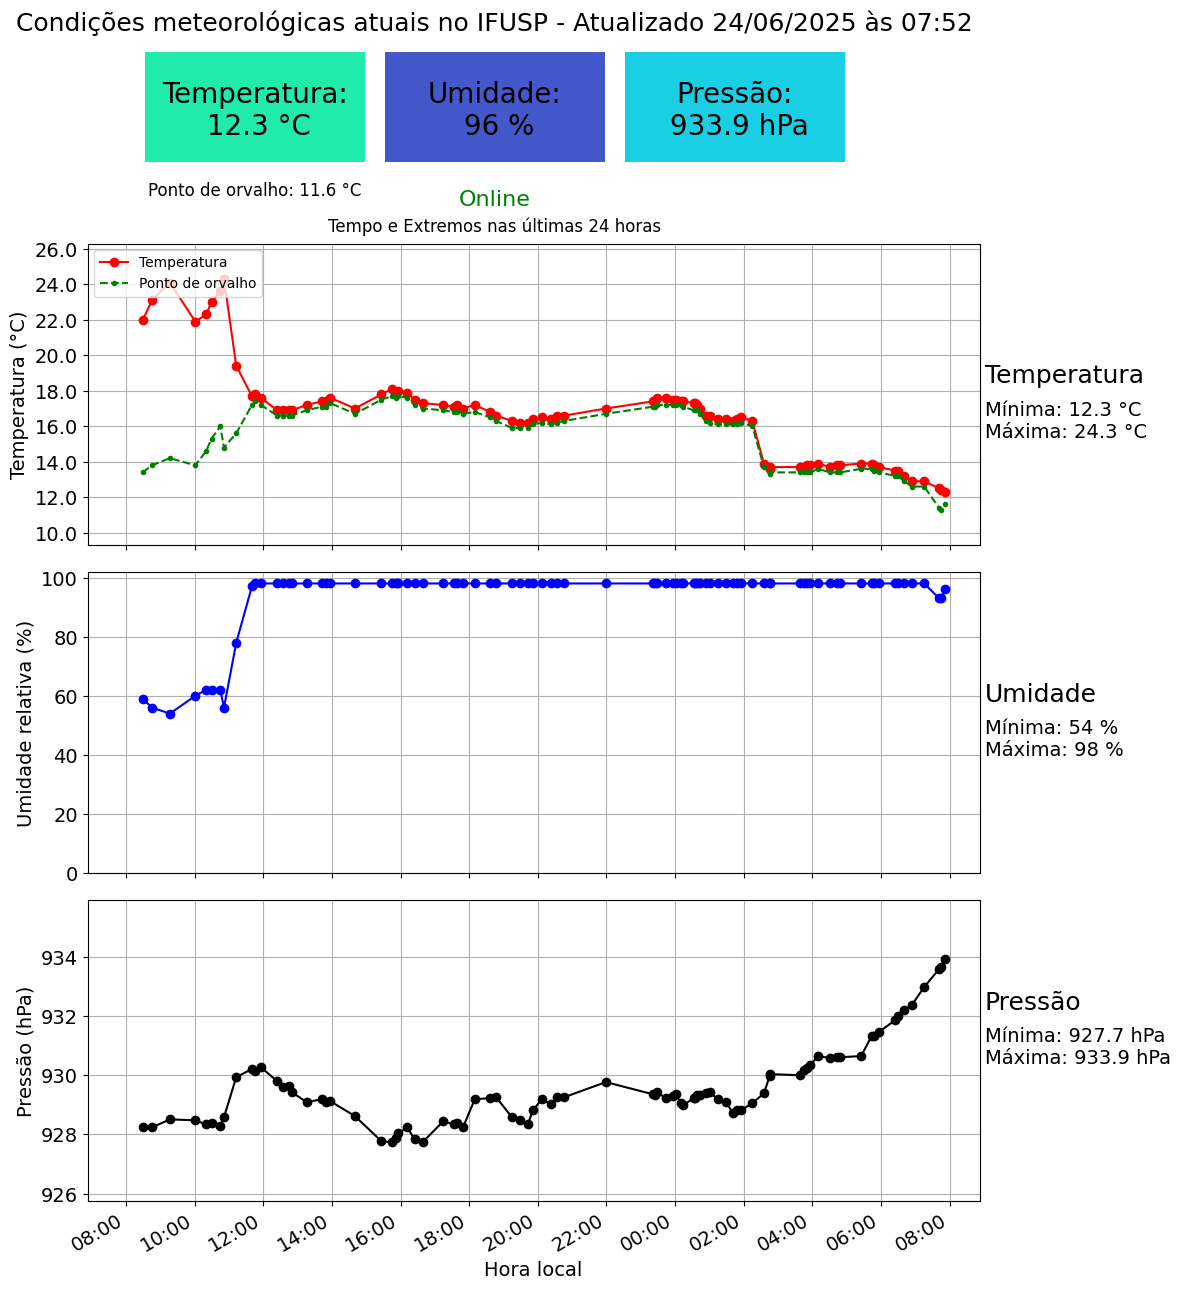 Condições meteorológicas atuais no IFUSP - Atualizado 24/06/2025 às 07:52
Temperatura:
12.3 °C
Umidade:
96 %
Pressão:
933.9 hPa
Ponto de orvalho: 11.6 °C
Online
Tempo e Extremos nas últimas 24 horas
Temperatura
Ponto de orvalho
Temperatura (°C)
26.0
24.0
22.0
20.0
18.0
16.0
14.0
12.0
10.0
Temperatura
Mínima: 12.3 °C
Máxima: 24.3 °C
Umidade relativa (%)
100
80
60
40
20
0
Umidade
Mínima: 54 %
Máxima: 98 %
Pressão (hPa)
934
932
930
928
926
Pressão
Mínima: 927.7 hPa
Máxima: 933.9 hPa
08:00
10:00
12:00
14:00
16:00
18:00
20:00
22:00
00:00
02:00
04:00
06:00
08:00
Hora local